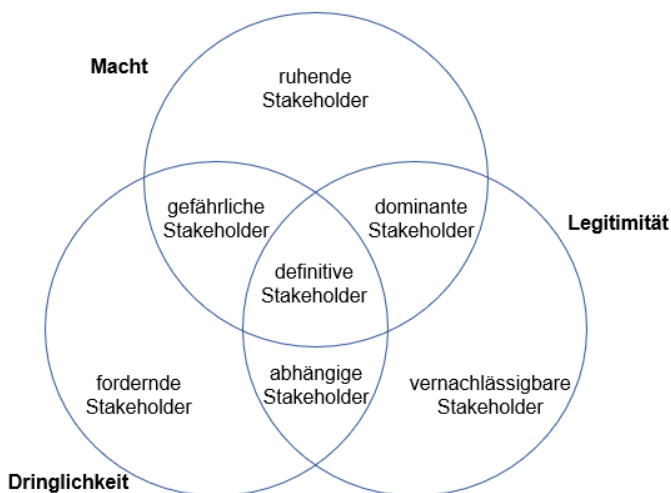 Macht
ruhende
Stakeholder
gefährliche
Stakeholder
dominante
Stakeholder
Legitimität
definitive
Stakeholder
fordernde
Stakeholder
abhängige
Stakeholder
vernachlässigbare
Stakeholder
Dringlichkeit